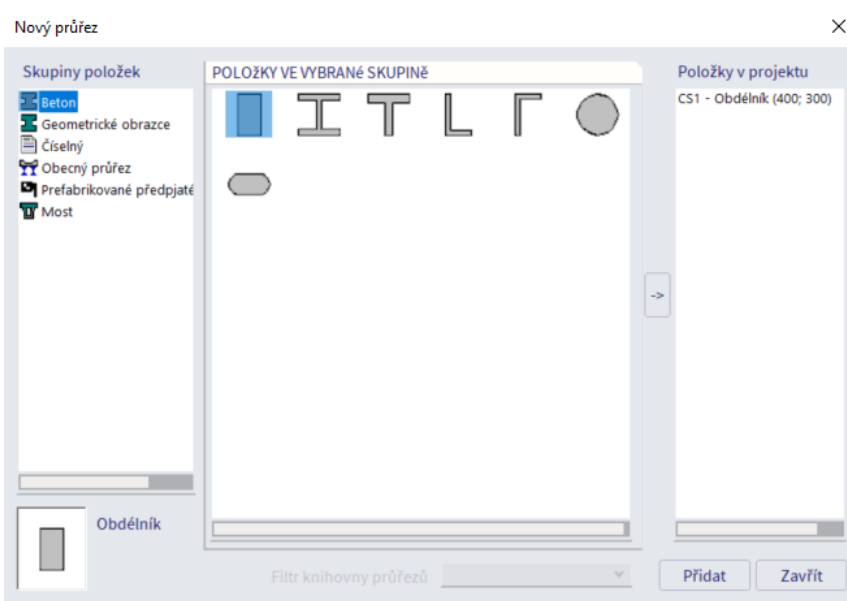 Nový průřez
Skupiny položek
Beton
Geometrické obrazce
Číselný
Obecný průřez
Prefabrikované předpjaté
Most
POLOžKY VE VYBRANé SKUPINě
Položky v projektu
CS1 - Obdélník (400; 300)
->
Obdélník
Filtr knihovny průřezů
Přidat
Zavřít